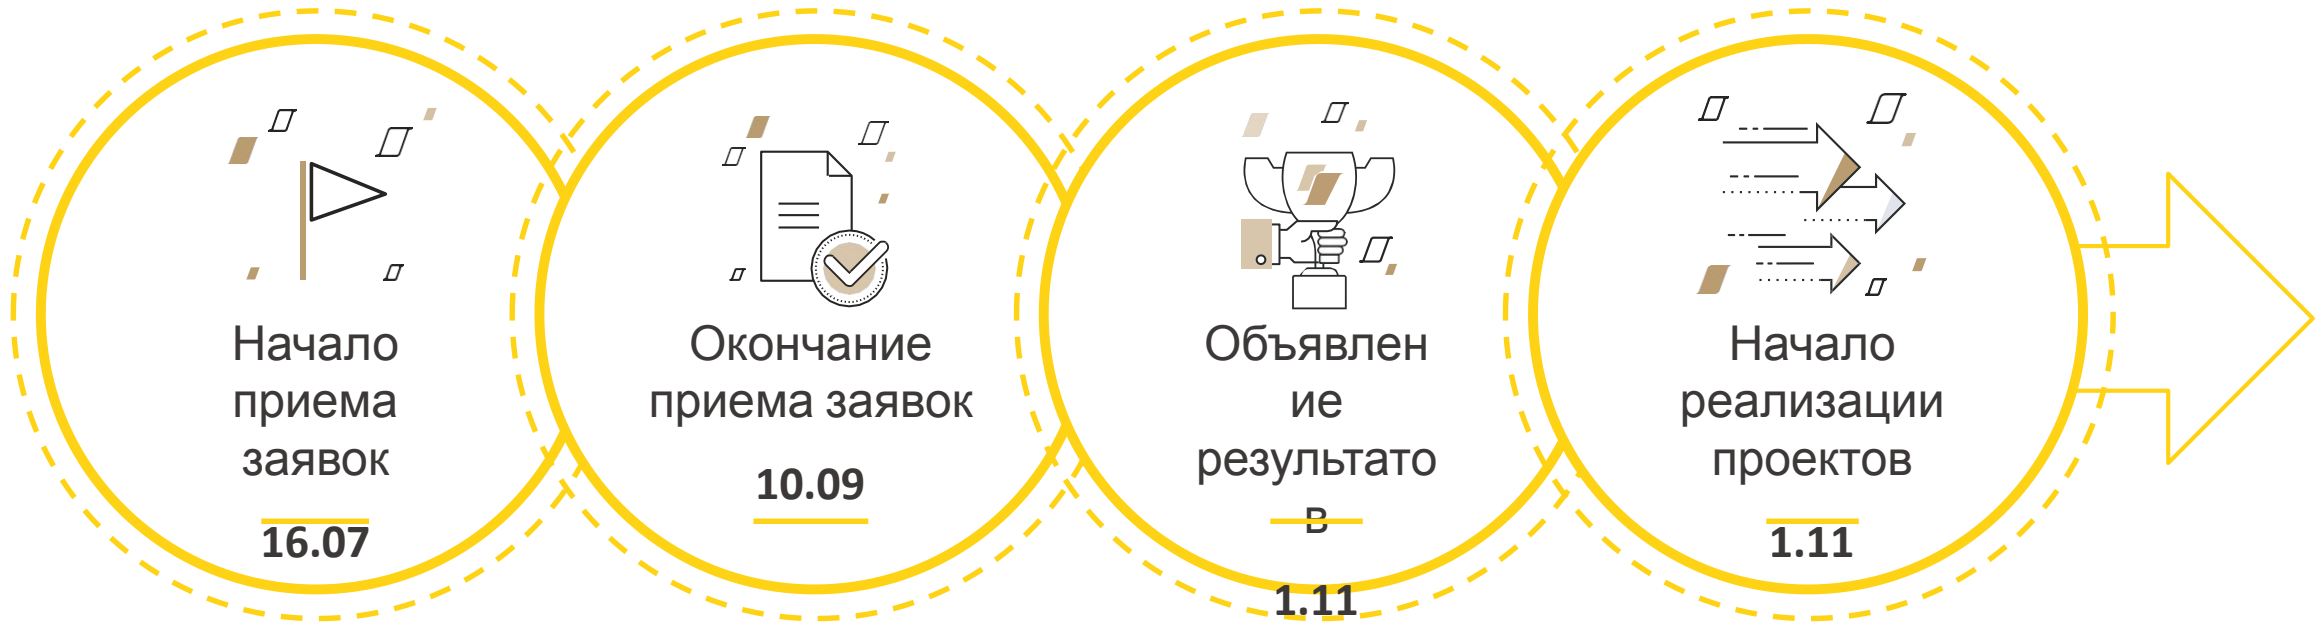 Начало
приема
заявок
16.07
Окончание
приема заявок
10.09
Объявлен
ие
результато
в
1.11
Начало
реализации
проектов
1.11